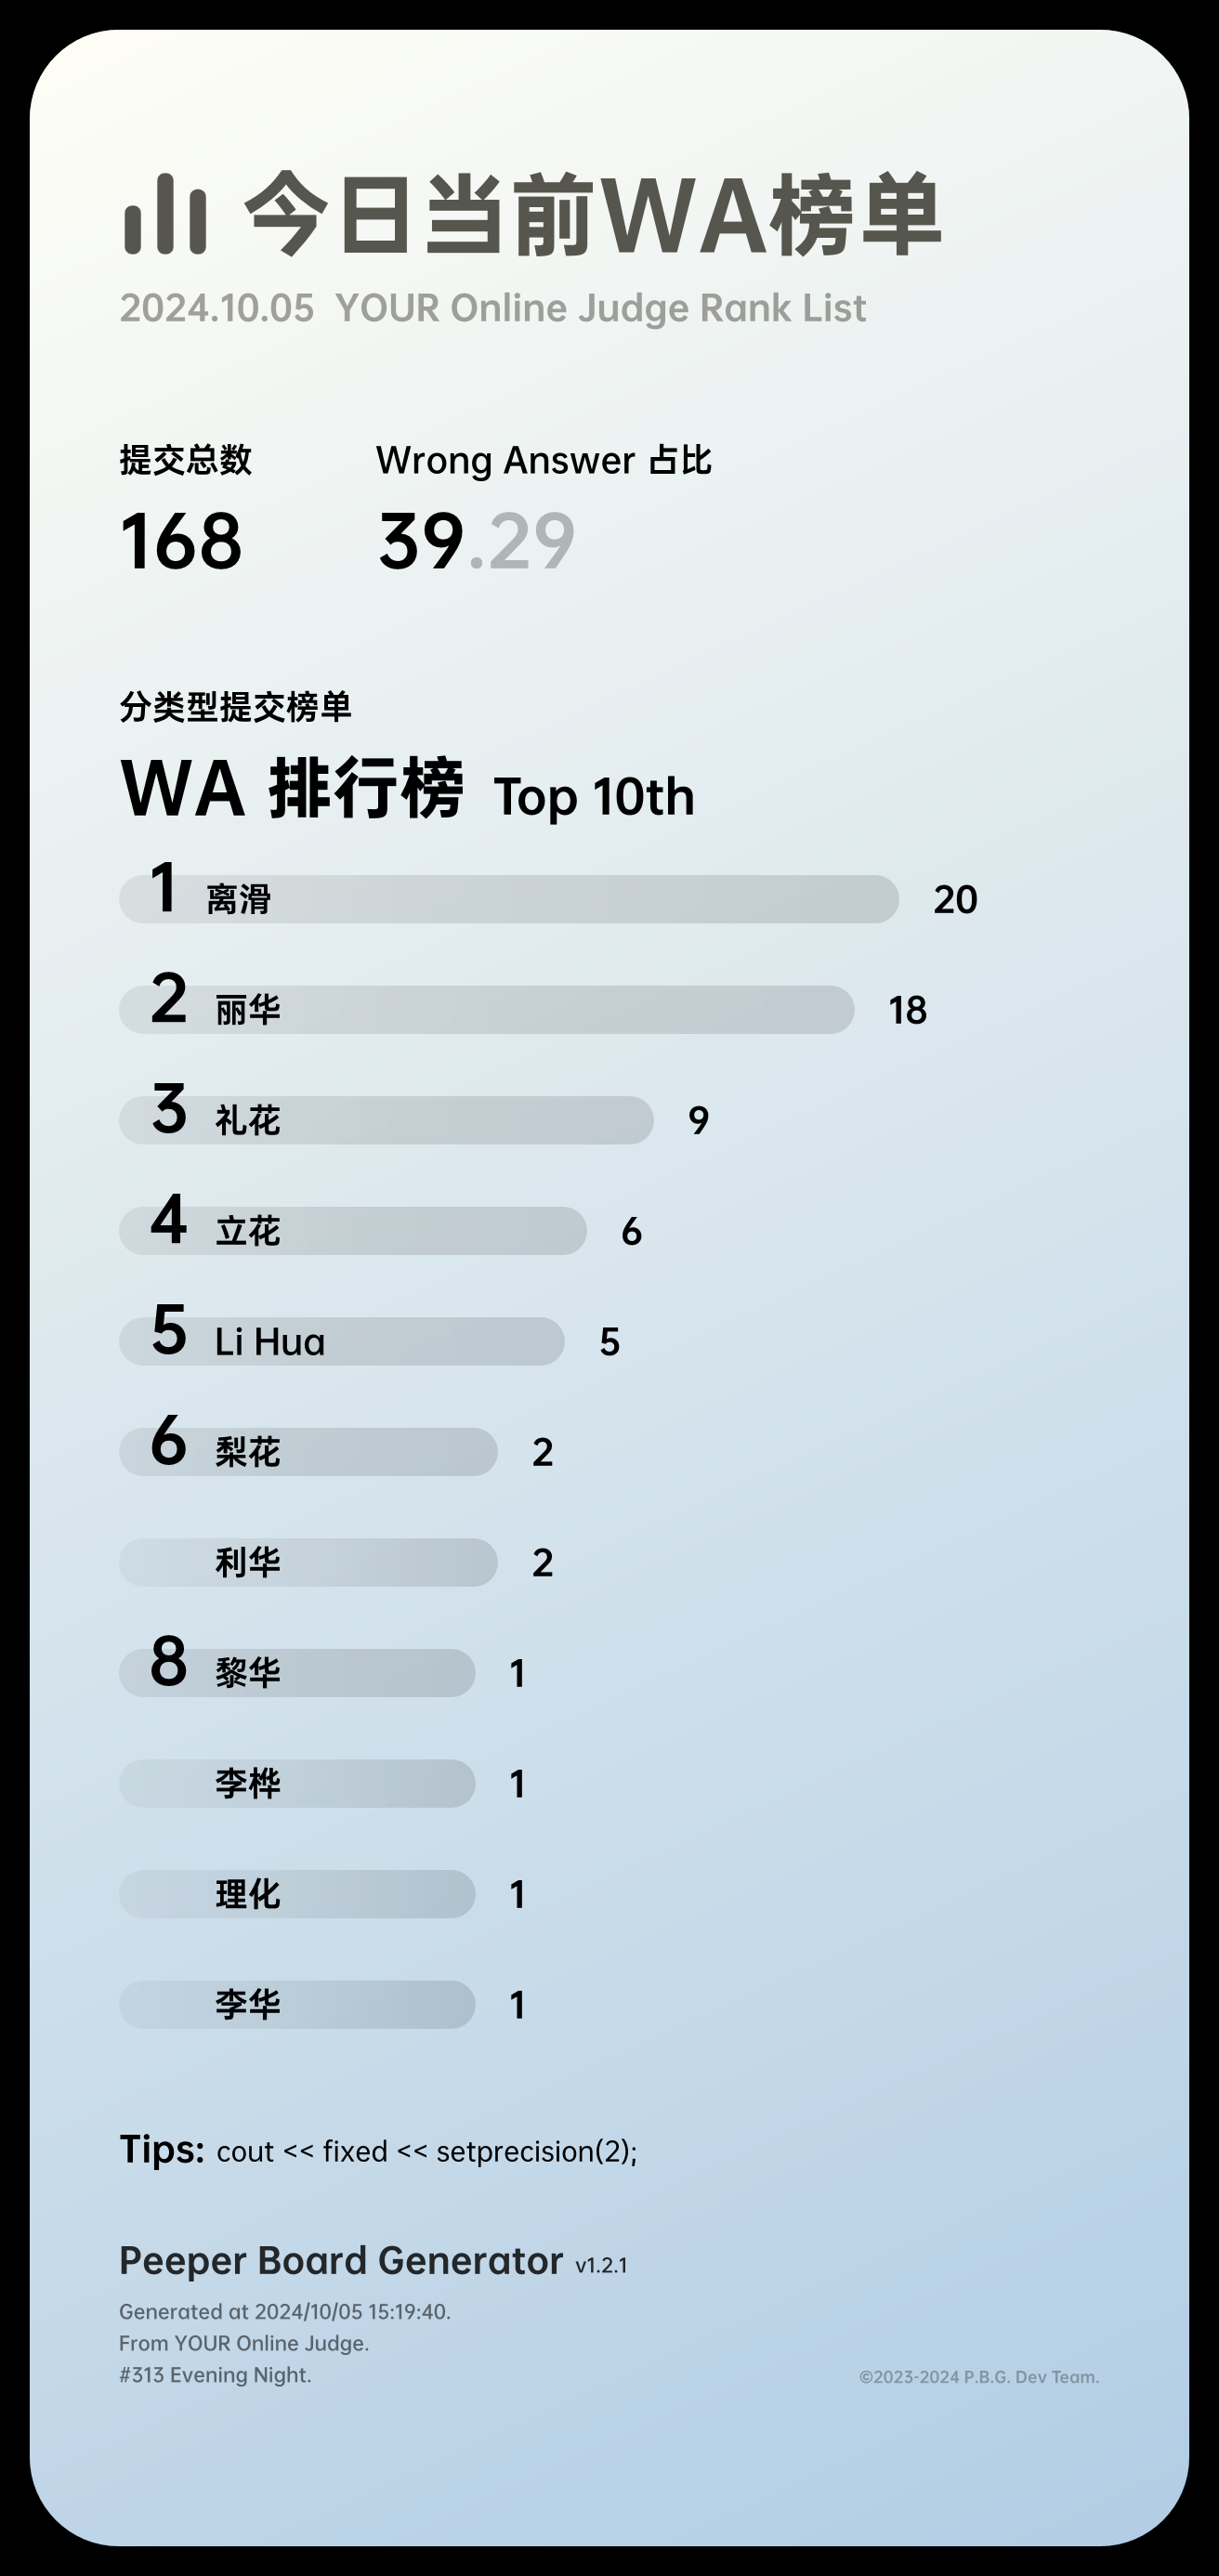 今日当前WA榜单
2024.10.05 YOUR Online Judge Rank List
提交总数 Wrong Answer 占比
168 39.29
分类型提交榜单
WA 排行榜 Top 10th
1 离滑 20
2 丽华 18
3 礼花 9
4 立花 6
5 Li Hua 5
6 梨花 2
利华 2
8 黎华 1
李桦 1
理化 1
李华 1
Tips: cout << fixed << setprecision(2);
Peeper Board Generator v1.2.1
Generated at 2024/10/05 15:19:40.
From YOUR Online Judge.
#313 Evening Night. ©2023-2024 P.B.G. Dev Team.